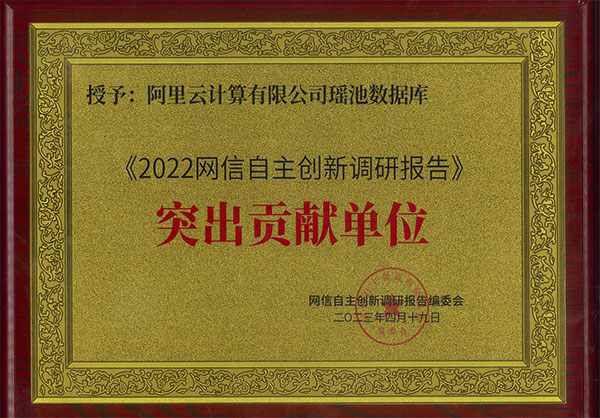 授予：阿里云计算有限公司瑶池数据库
《2022网信自主创新调研报告》
突出贡献单位
网信自主创新调研报告编委会
二〇二三年四月十九日
编委会